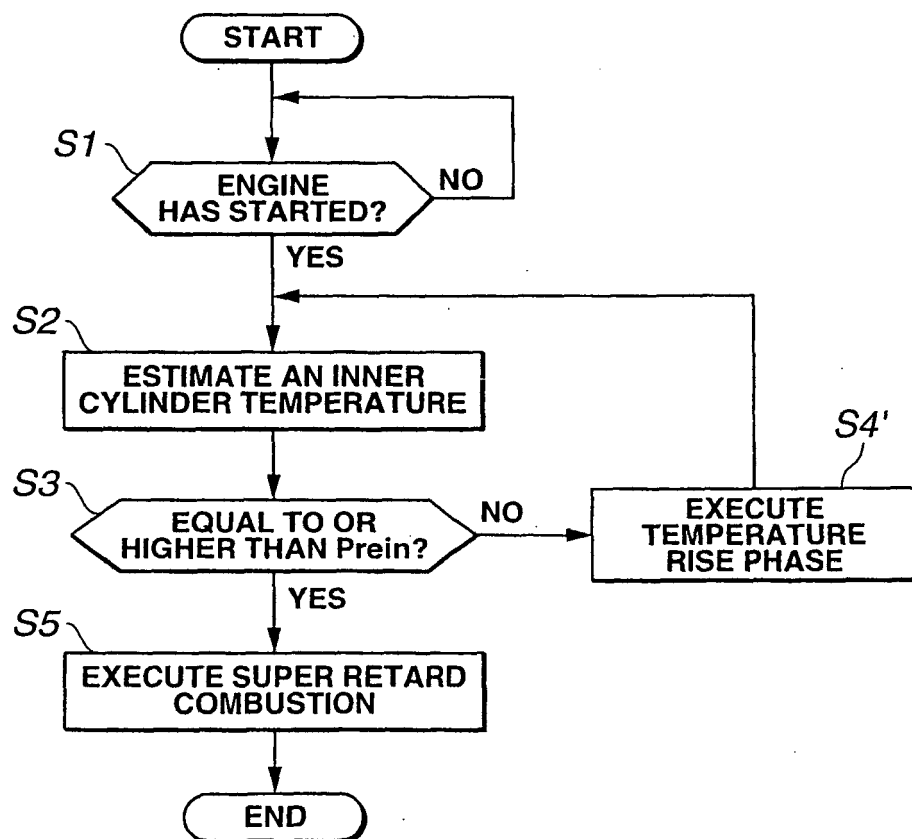 START
S1
ENGINE
HAS STARTED?
NO
YES
S2
ESTIMATE AN INNER
CYLINDER TEMPERATURE
S3
EQUAL TO OR
HIGHER THAN Prein?
NO
S4'
EXECUTE
TEMPERATURE
RISE PHASE
YES
S5
EXECUTE SUPER RETARD
COMBUSTION
END